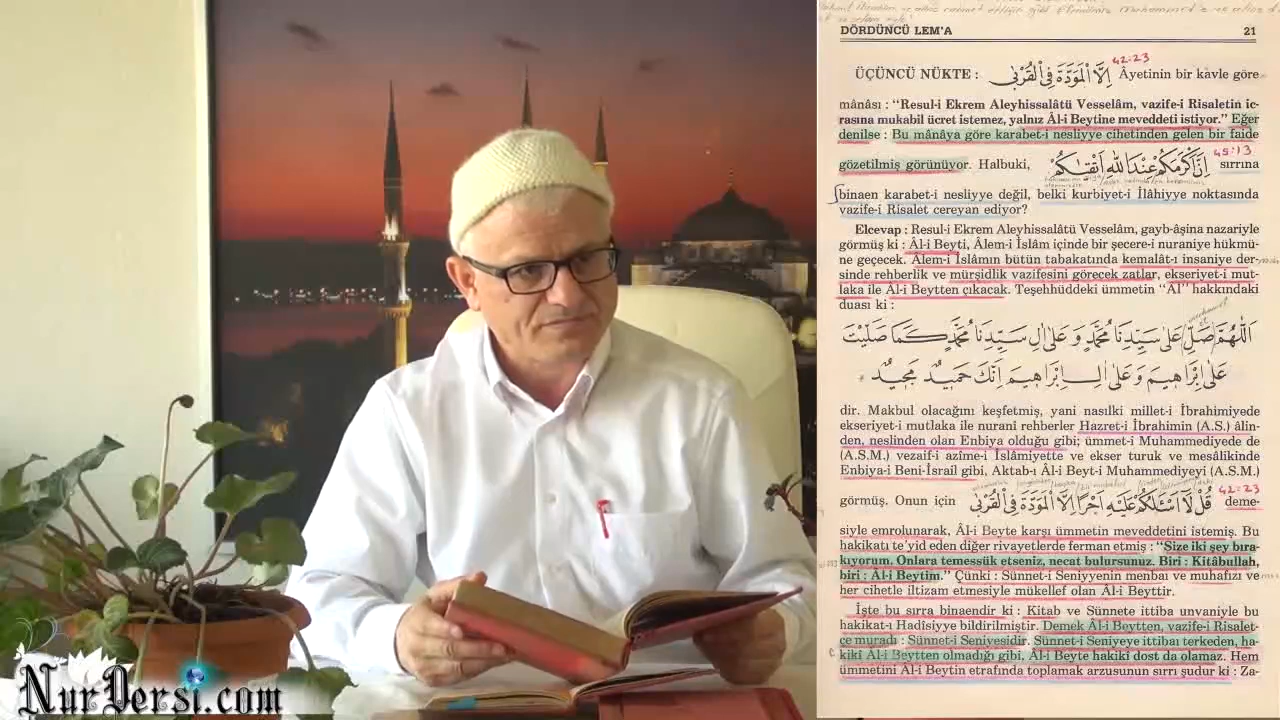 DÖRDÜNCÜ LEM'A 21
42:23
ÜÇÜNCÜ NÜKTE : اِلَّا الْمَوَدَّةَ فِى الْقُرْبٰى Âyetinin bir kavle göre
mânâsı : "Resul-i Ekrem Aleyhissalâtü Vesselâm, vazife-i Risaletin ic-
rasına mukabil ücret istemez, yalnız Âl-i Beytine meveddeti istiyor." Eğer
denilse : Bu mânâya göre karabet-i nesliyye cihetinden gelen bir faide
gözetilmiş görünüyor. Halbuki, اِنَّ اَكْرَمَكُمْ عِنْدَ اللّٰهِ اَتْقٰيكُمْ sırrına
binaen karabet-i nesliyye değil, belki kurbiyet-i İlâhiyye noktasında
vazife-i Risalet cereyan ediyor?
Elcevap : Resul-i Ekrem Aleyhissalâtü Vesselâm, gayb-âşina nazariyle
görmüş ki : Âl-i Beyti, Âlem-i İslâm içinde bir şecere-i nuraniye hükmü-
ne geçecek. Âlem-i İslâmın bütün tabakatında kemalât-ı insaniye der-
sinde rehberlik ve mürşidlik vazifesini görecek zatlar, ekseriyet-i mut-
laka ile Âl-i Beytten çıkacak. Teşehhüddeki ümmetin "Âl" hakkındaki
duası ki :
اَللّٰهُمَّ صَلِّ عَلٰى سَيِّدِنَا مُحَمَّدٍ وَ عَلٰى اٰلِ سَيِّدِنَا مُحَمَّدٍ كَمَا صَلَّيْتَ
عَلٰى اِبْرَاهِيمَ وَ عَلٰى اٰلِ اِبْرَاهِيمَ اِنَّكَ حَمِيدٌ مَجِيدٌ
dir. Makbul olacağını keşfetmiş, yani nasılki millet-i İbrahimiyede
ekseriyet-i mutlaka ile nuranî rehberler Hazret-i İbrahimin (A.S.) âlin-
den, neslinden olan Enbiya olduğu gibi; ümmet-i Muhammediyede de
(A.S.M.) vezaif-i azîme-i İslâmiyette ve ekser turuk ve mesâlikinde
Enbiya-i Beni-İsrail gibi, Aktab-ı Âl-i Beyt-i Muhammediyeyi (A.S.M.)
42:23
görmüş. Onun için قُلْ لَا اَسْئَلُكُمْ عَلَيْهِ اَجْرًا اِلَّا الْمَوَدَّةَ فِى الْقُرْبٰى deme-
siyle emrolunarak, Âl-i Beyte karşı ümmetin meveddetini istemiş. Bu
hakikatı te'yid eden diğer rivayetlerde ferman etmiş : "Size iki şey bıra-
kıyorum. Onlara temessük etseniz, necat bulursunuz. Biri : Kitâbullah,
biri : Âl-i Beytim." Çünki : Sünnet-i Seniyyenin menbaı ve muhafızı ve
her cihetle iltizam etmesiyle mükellef olan Âl-i Beyttir.
İşte bu sırra binaendir ki : Kitab ve Sünnete ittiba unvaniyle bu
hakikat-ı Hadîsiyye bildirilmiştir. Demek Âl-i Beytten, vazife-i Risalet-
çe muradı : Sünnet-i Seniyesidir. Sünnet-i Seniyeye ittibaı terkeden, ha-
kikî Âl-i Beytten olmadığı gibi, Âl-i Beyte hakikî dost da olamaz. Hem
ümmetini Âl-i Beytin etrafında toplamak arzusunun sırrı şudur ki : Za-
NurDersi.com